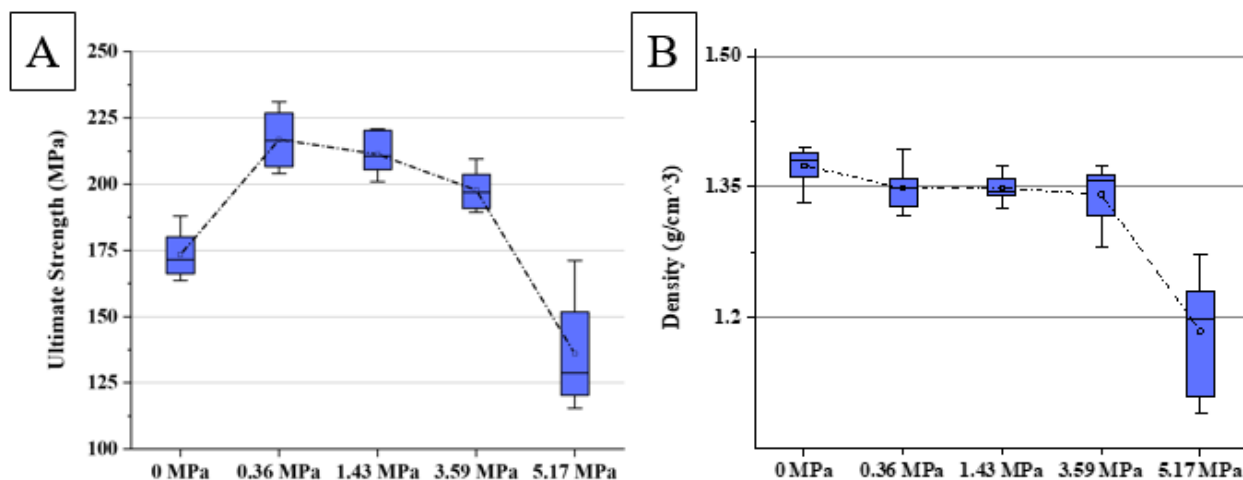 A
Ultimate Strength (MPa)
250
225
200
175
150
125
100
0 MPa 0.36 MPa 1.43 MPa 3.59 MPa 5.17 MPa
B
Density (g/cm^3)
1.50
1.35
1.2
0 MPa 0.36 MPa 1.43 MPa 3.59 MPa 5.17 MPa